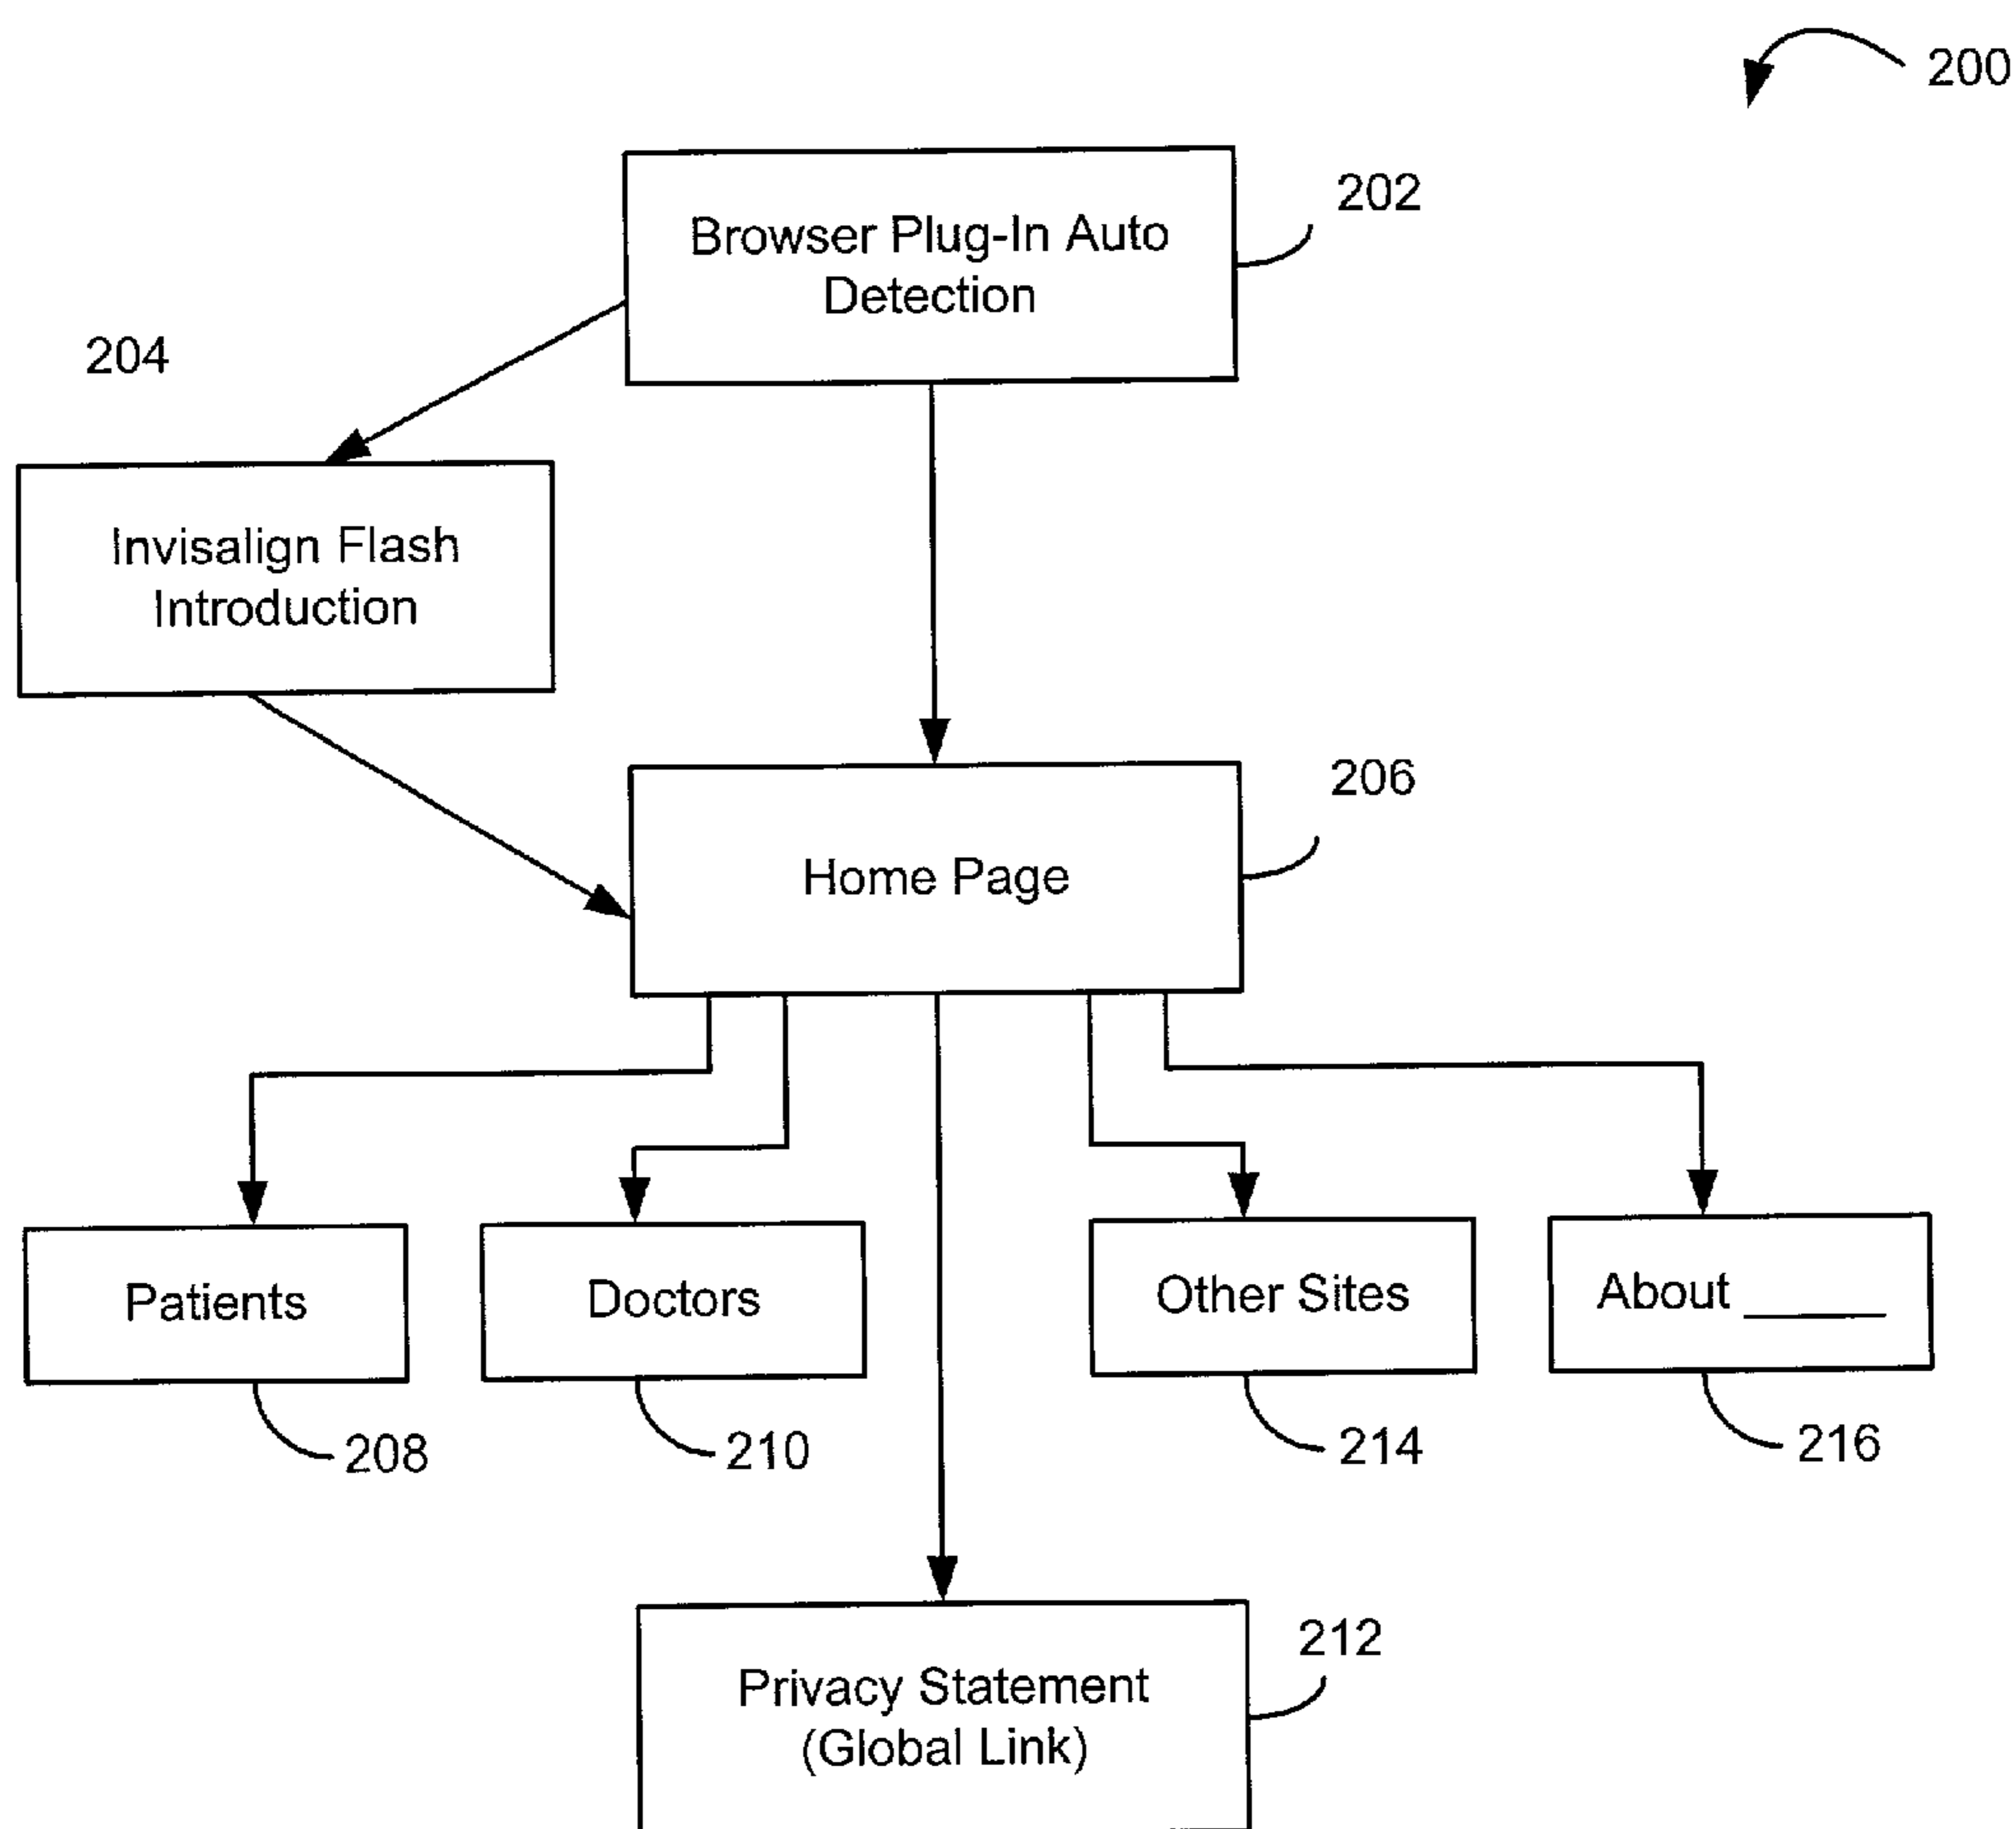 200
Browser Plug-In Auto
Detection
202
204
Invisalign Flash
Introduction
206
Home Page
Patients
Doctors
Other Sites
About ______
208
210
214
216
212
Privacy Statement
(Global Link)